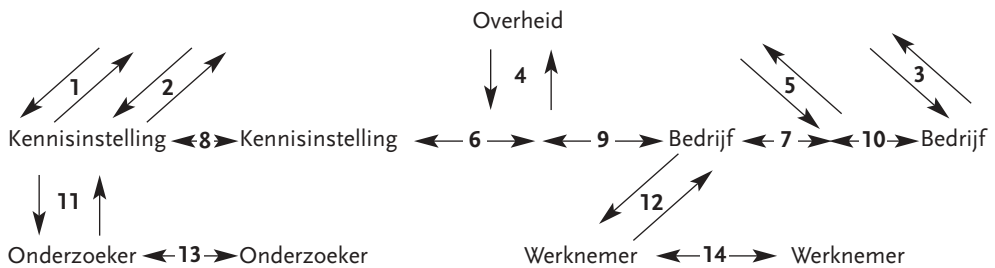 Overheid
1 2 4 5 3
Kennisinstelling 8 Kennisinstelling 6 9 Bedrijf 7 10 Bedrijf
11 12
Onderzoeker 13 Onderzoeker Werknemer 14 Werknemer